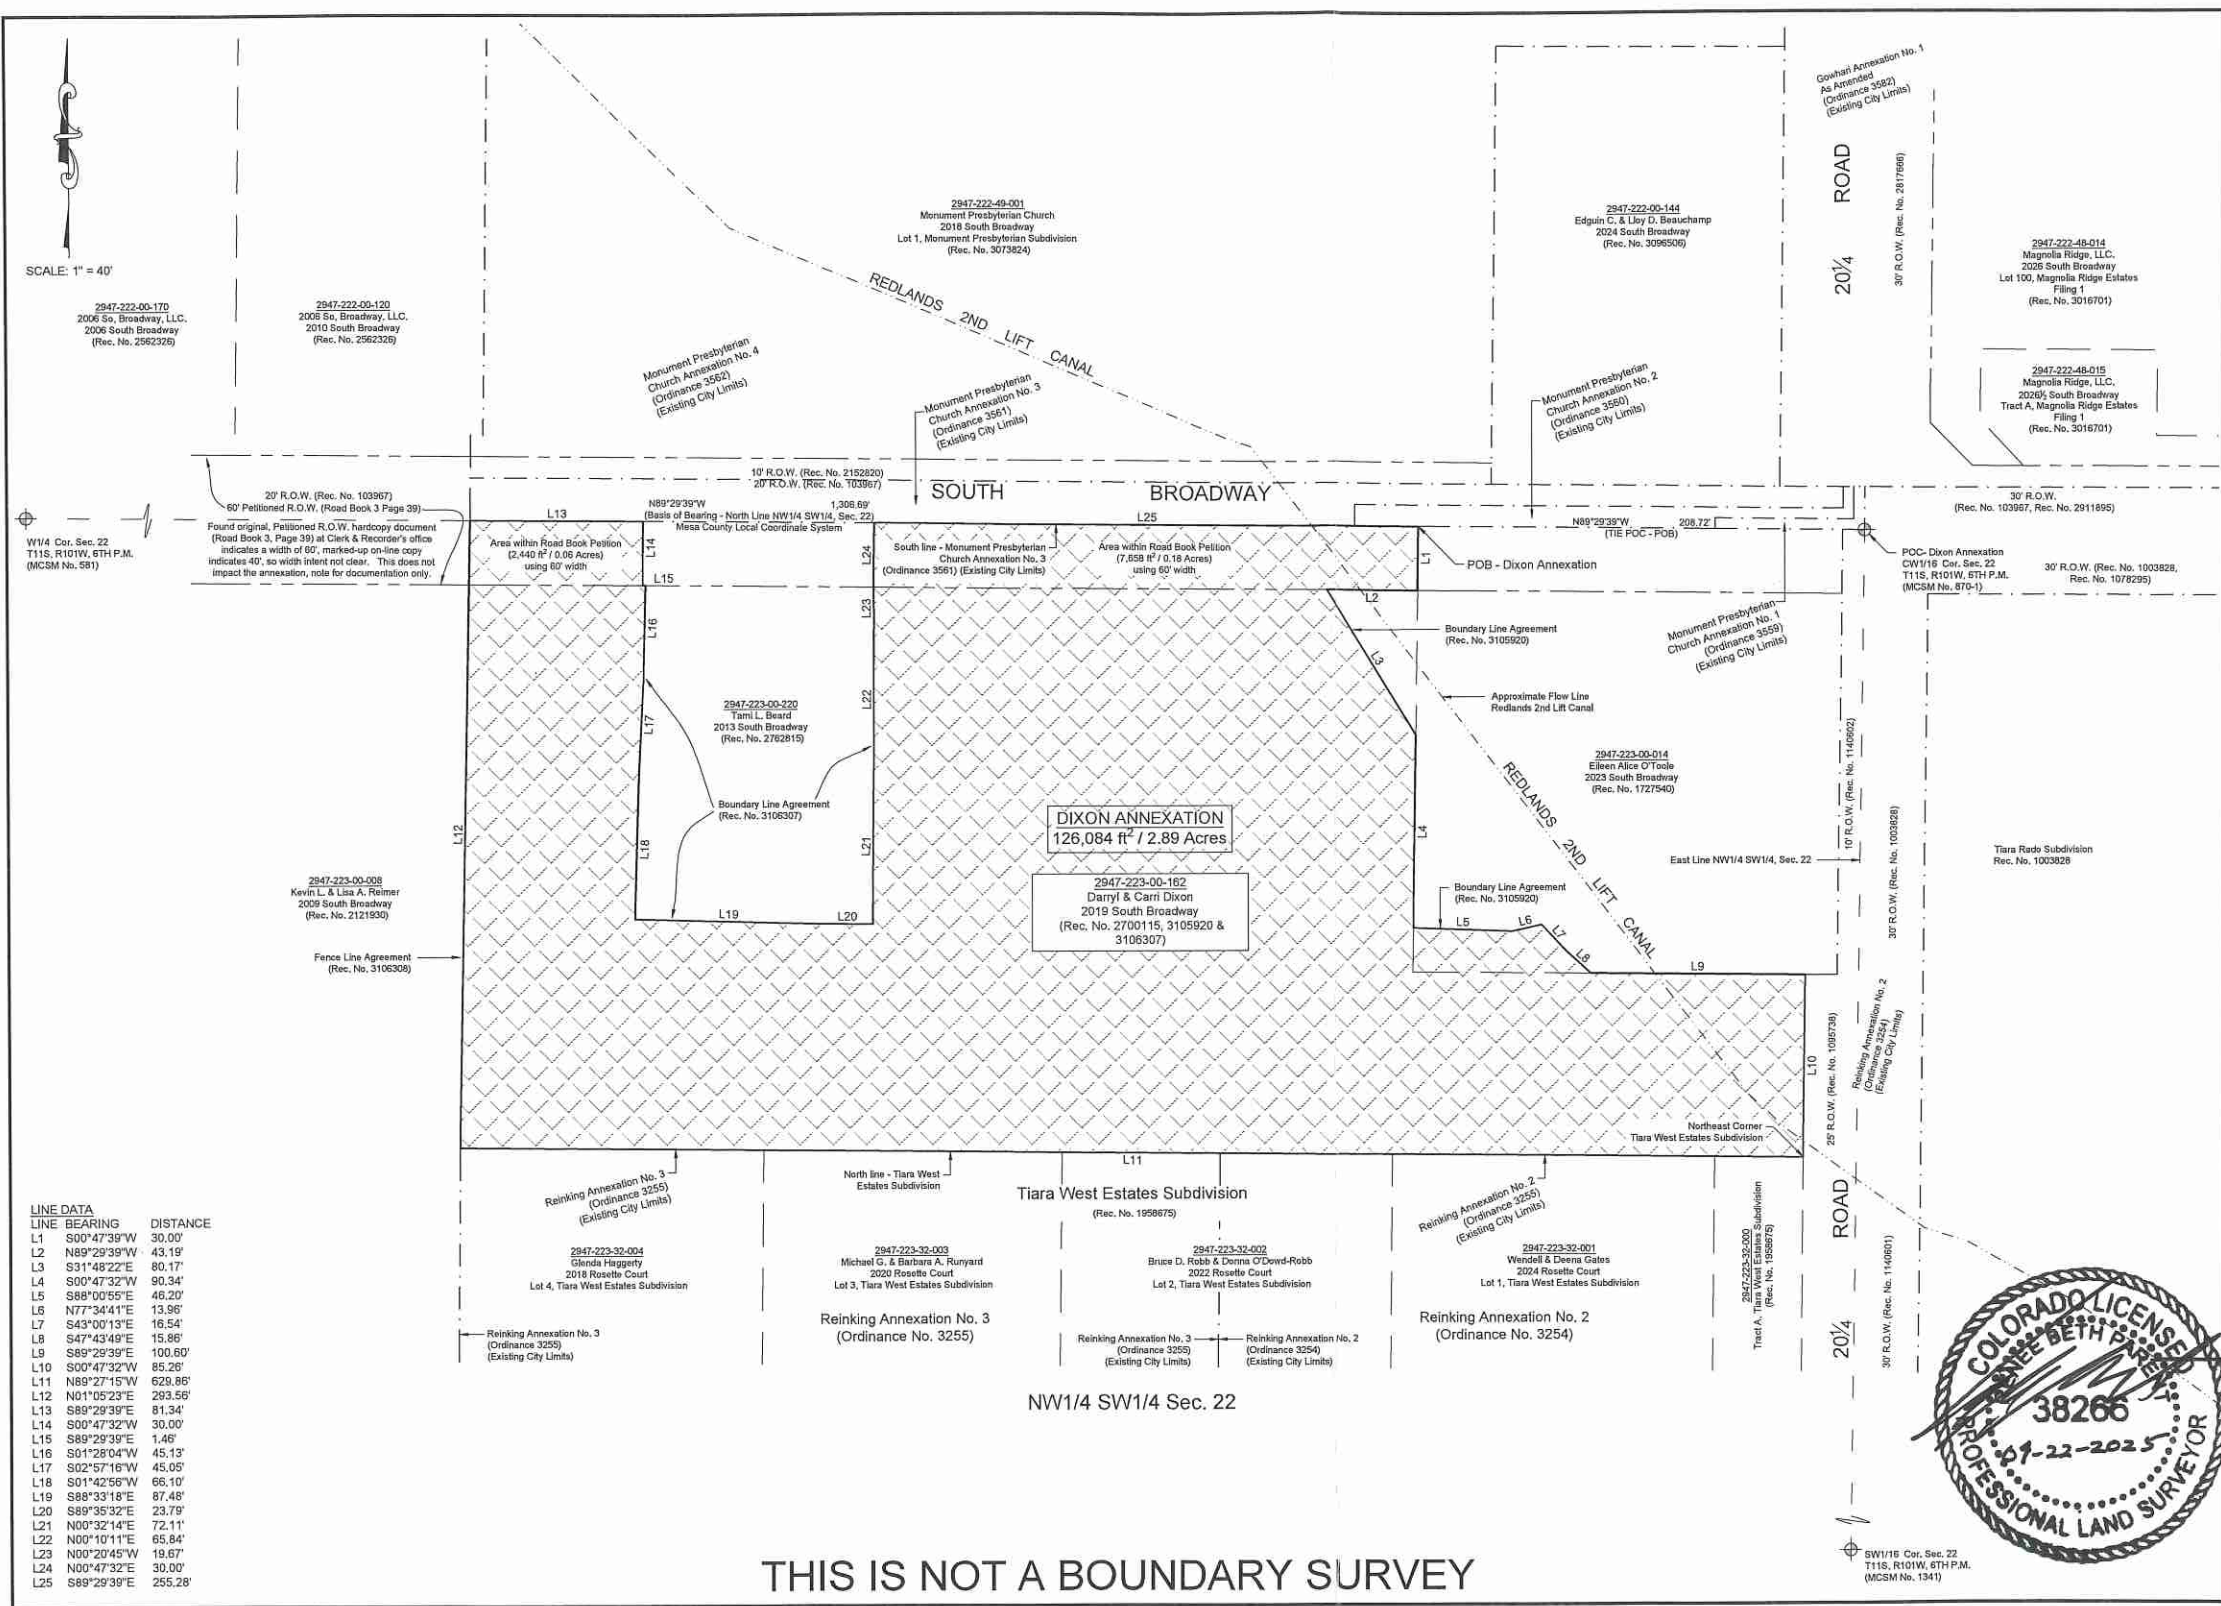 SCALE: 1" = 40'
2947-222-00-170
2006 So. Broadway, LLC.
2006 South Broadway
(Rec. No. 2562326)
2947-222-00-120
2006 So. Broadway, LLC.
2010 South Broadway
(Rec. No. 2562326)
2947-222-49-001
Monument Presbyterian Church
2018 South Broadway
Lot 1, Monument Presbyterian Subdivision
(Rec. No. 3073824)
2947-222-00-144
Edguin C. & Lloy D. Beauchamp
2024 South Broadway
(Rec. No. 3096506)
Gowhari Annexation No. 1
As Amended
(Ordinance 3582)
(Existing City Limits)
20¼ ROAD
30' R.O.W. (Rec. No. 2817666)
2947-222-48-014
Magnolia Ridge, LLC.
2026 South Broadway
Lot 100, Magnolia Ridge Estates
Filing 1
(Rec. No. 3016701)
2947-222-48-015
Magnolia Ridge, LLC.
2026½ South Broadway
Tract A, Magnolia Ridge Estates
Filing 1
(Rec. No. 3016701)
REDLANDS 2ND LIFT CANAL
Monument Presbyterian
Church Annexation No. 4
(Ordinance 3562)
(Existing City Limits)
Monument Presbyterian
Church Annexation No. 3
(Ordinance 3561)
(Existing City Limits)
Monument Presbyterian
Church Annexation No. 2
(Ordinance 3560)
(Existing City Limits)
10' R.O.W. (Rec. No. 2152820)
20' R.O.W. (Rec. No. 103967)
SOUTH BROADWAY
20' R.O.W. (Rec. No. 103967)
60' Petitioned R.O.W. (Road Book 3 Page 39)
Found original, Petitioned R.O.W. hardcopy document
(Road Book 3, Page 39) at Clerk & Recorder's office
indicates a width of 60', marked-up on-line copy
indicates 40', so width intent not clear. This does not
impact the annexation, note for documentation only.
W1/4 Cor. Sec. 22
T11S, R101W, 6TH P.M.
(MCSM No. 581)
N89°29'39"W 1,306.69'
(Basis of Bearing - North Line NW1/4 SW1/4, Sec. 22)
Mesa County Local Coordinate System
L13
L25
Area within Road Book Petition
(2,440 ft² / 0.06 Acres)
using 60' width
L14
L15
L24
South line - Monument Presbyterian
Church Annexation No. 3
(Ordinance 3561) (Existing City Limits)
Area within Road Book Petition
(7,658 ft² / 0.18 Acres)
using 60' width
L1
L2
N89°29'39"W 208.72'
(TIE POC - POB)
POB - Dixon Annexation
30' R.O.W.
(Rec. No. 103967, Rec. No. 2911895)
POC- Dixon Annexation
CW1/16 Cor. Sec. 22
T11S, R101W, 6TH P.M.
(MCSM No. 870-1)
30' R.O.W. (Rec. No. 1003828,
Rec. No. 1078295)
L16
L23
L3
Boundary Line Agreement
(Rec. No. 3105920)
Monument Presbyterian
Church Annexation No. 1
(Ordinance 3559)
(Existing City Limits)
Approximate Flow Line
Redlands 2nd Lift Canal
2947-223-00-220
Tami L. Beard
2013 South Broadway
(Rec. No. 2762815)
L17
L22
Boundary Line Agreement
(Rec. No. 3106307)
2947-223-00-014
Eileen Alice O'Toole
2023 South Broadway
(Rec. No. 1727540)
REDLANDS 2ND LIFT CANAL
10' R.O.W. (Rec. No. 1140602)
30' R.O.W. (Rec. No. 1003828)
DIXON ANNEXATION
126,084 ft² / 2.89 Acres
L12
L18
L21
L4
East Line NW1/4 SW1/4, Sec. 22
Tiara Rado Subdivision
Rec. No. 1003828
2947-223-00-008
Kevin L. & Lisa A. Reimer
2009 South Broadway
(Rec. No. 2121930)
2947-223-00-162
Darryl & Carri Dixon
2019 South Broadway
(Rec. No. 2700115, 3105920 &
3106307)
Boundary Line Agreement
(Rec. No. 3105920)
L19
L20
L5
L6
L7
L8
L9
Fence Line Agreement
(Rec. No. 3106308)
L10
25' R.O.W. (Rec. No. 1095738)
Reinking Annexation No. 2
(Ordinance 3254)
(Existing City Limits)
Northeast Corner
Tiara West Estates Subdivision
L11
Reinking Annexation No. 3
(Ordinance 3255)
(Existing City Limits)
North line - Tiara West
Estates Subdivision
Tiara West Estates Subdivision
(Rec. No. 1958675)
Reinking Annexation No. 2
(Ordinance 3255)
(Existing City Limits)
2947-223-32-004
Glenda Haggerty
2018 Rosette Court
Lot 4, Tiara West Estates Subdivision
2947-223-32-003
Michael G. & Barbara A. Runyard
2020 Rosette Court
Lot 3, Tiara West Estates Subdivision
2947-223-32-002
Bruce D. Robb & Donna O'Dowd-Robb
2022 Rosette Court
Lot 2, Tiara West Estates Subdivision
2947-223-32-001
Wendell & Deena Gates
2024 Rosette Court
Lot 1, Tiara West Estates Subdivision
2947-223-32-000
Tract A, Tiara West Estates Subdivision
(Rec. No. 1958675)
20¼ ROAD
30' R.O.W. (Rec. No. 1140601)
Reinking Annexation No. 3
(Ordinance 3255)
(Existing City Limits)
Reinking Annexation No. 3
(Ordinance No. 3255)
Reinking Annexation No. 3
(Ordinance 3255)
(Existing City Limits)
Reinking Annexation No. 2
(Ordinance 3254)
(Existing City Limits)
Reinking Annexation No. 2
(Ordinance No. 3254)
NW1/4 SW1/4 Sec. 22
LINE DATA
LINE BEARING DISTANCE
L1 S00°47'39"W 30.00'
L2 N89°29'39"W 43.19'
L3 S31°48'22"E 80.17'
L4 S00°47'32"W 90.34'
L5 S88°00'55"E 46.20'
L6 N77°34'41"E 13.96'
L7 S43°00'13"E 16.54'
L8 S47°43'49"E 15.86'
L9 S89°29'39"E 100.60'
L10 S00°47'32"W 85.26'
L11 N89°27'15"W 629.86'
L12 N01°05'23"E 293.56'
L13 S89°29'39"E 81.34'
L14 S00°47'32"W 30.00'
L15 S89°29'39"E 1.46'
L16 S01°28'04"W 45.13'
L17 S02°57'16"W 45.05'
L18 S01°42'56"W 66.10'
L19 S88°33'18"E 87.48'
L20 S89°35'32"E 23.79'
L21 N00°32'14"E 72.11'
L22 N00°10'11"E 65.84'
L23 N00°20'45"W 19.67'
L24 N00°47'32"E 30.00'
L25 S89°29'39"E 255.28'
COLORADO LICENSED
RENEE BETH PARENT
38266
09-22-2025
PROFESSIONAL LAND SURVEYOR
SW1/16 Cor. Sec. 22
T11S, R101W, 6TH P.M.
(MCSM No. 1341)
THIS IS NOT A BOUNDARY SURVEY